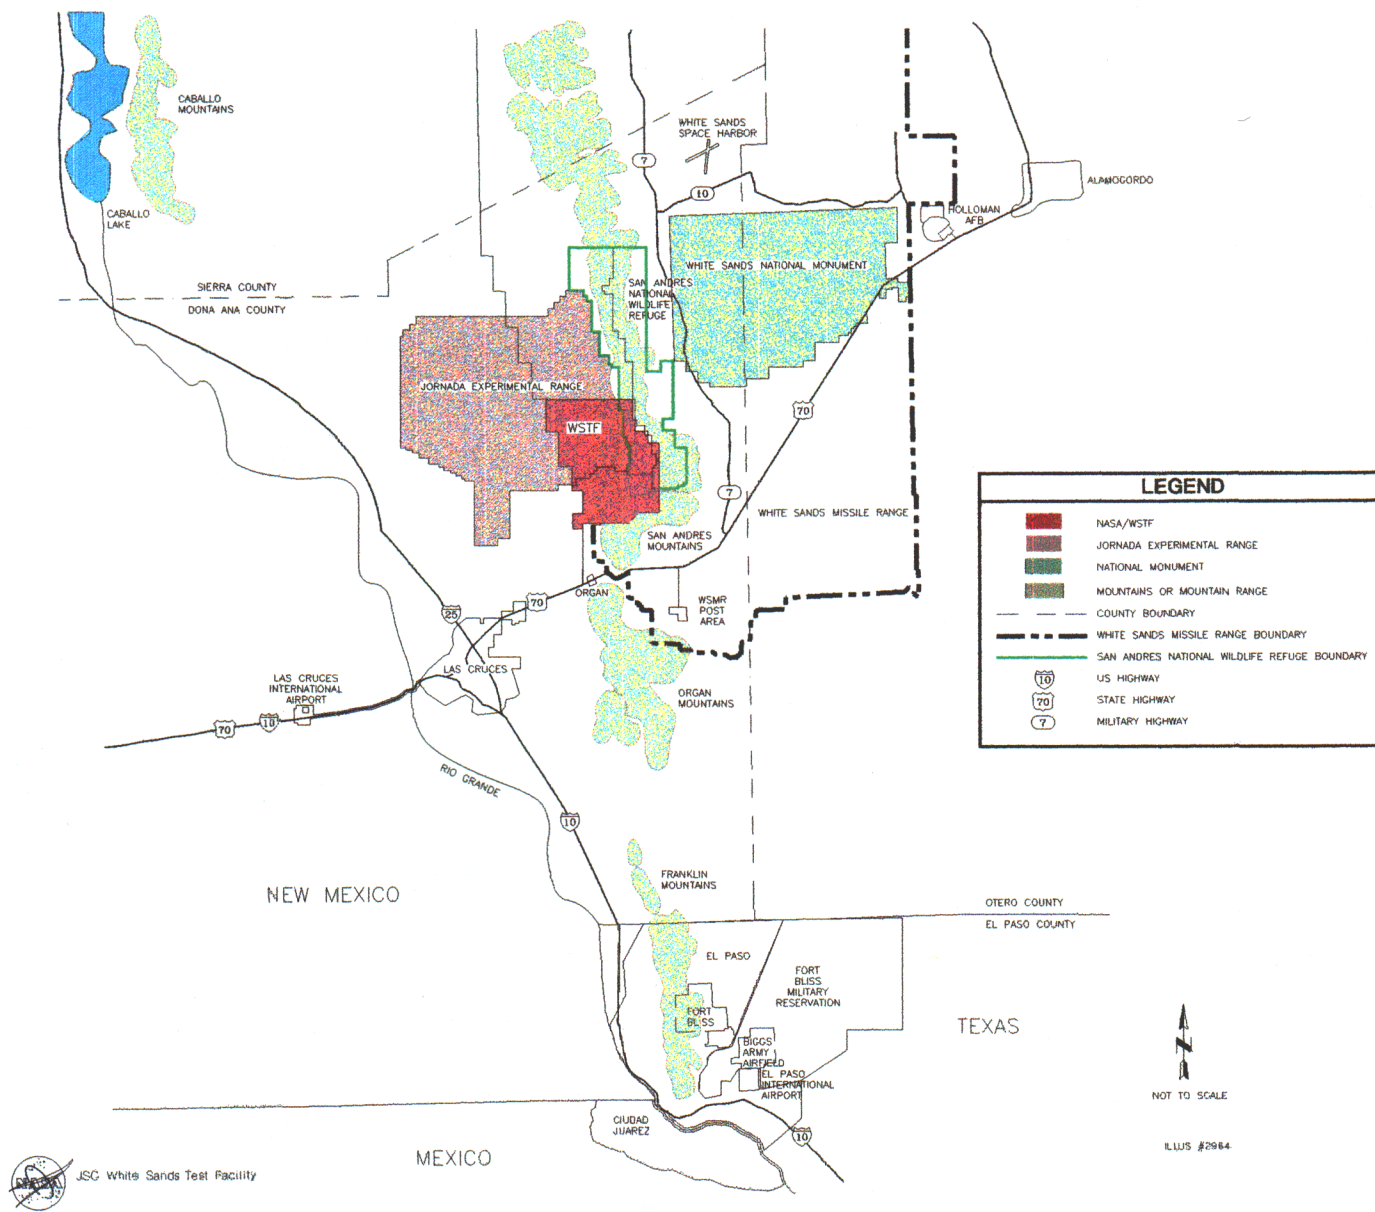 CABALLO
MOUNTAINS
CABALLO
LAKE
WHITE SANDS
SPACE HARBOR
7
10
ALAMOGORDO
HOLLOMAN
AFB
WHITE SANDS NATIONAL MONUMENT
SAN ANDRES
NATIONAL
WILDLIFE
REFUGE
SIERRA COUNTY
DONA ANA COUNTY
JORNADA EXPERIMENTAL RANGE
WSTF
70
7
WHITE SANDS MISSILE RANGE
SAN ANDRES
MOUNTAINS
ORGAN
70
WSMR
POST
AREA
25
LAS CRUCES
LAS CRUCES
INTERNATIONAL
AIRPORT
70
10
ORGAN
MOUNTAINS
RIO GRANDE
10
FRANKLIN
MOUNTAINS
NEW MEXICO
OTERO COUNTY
EL PASO COUNTY
EL PASO
FORT
BLISS
MILITARY
RESERVATION
FORT
BLISS
BIGGS
ARMY
AIRFIELD
EL PASO
INTERNATIONAL
AIRPORT
TEXAS
CIUDAD
JUAREZ
10
MEXICO
LEGEND
NASA/WSTF
JORNADA EXPERIMENTAL RANGE
NATIONAL MONUMENT
MOUNTAINS OR MOUNTAIN RANGE
COUNTY BOUNDARY
WHITE SANDS MISSILE RANGE BOUNDARY
SAN ANDRES NATIONAL WILDLIFE REFUGE BOUNDARY
10 US HIGHWAY
70 STATE HIGHWAY
7 MILITARY HIGHWAY
N
NOT TO SCALE
ILLUS #2964
NASA
JSC White Sands Test Facility